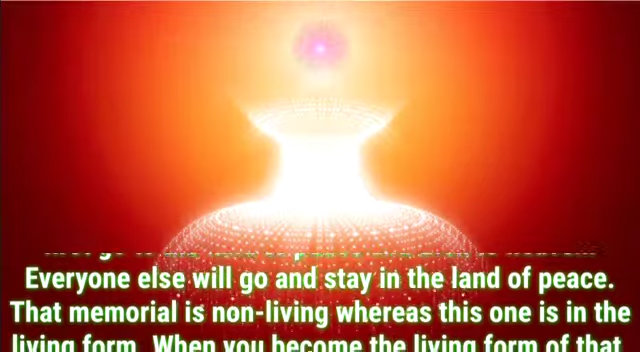 Everyone else will go and stay in the land of peace.
That memorial is non-living whereas this one is in the
living form. When you become the living form of that